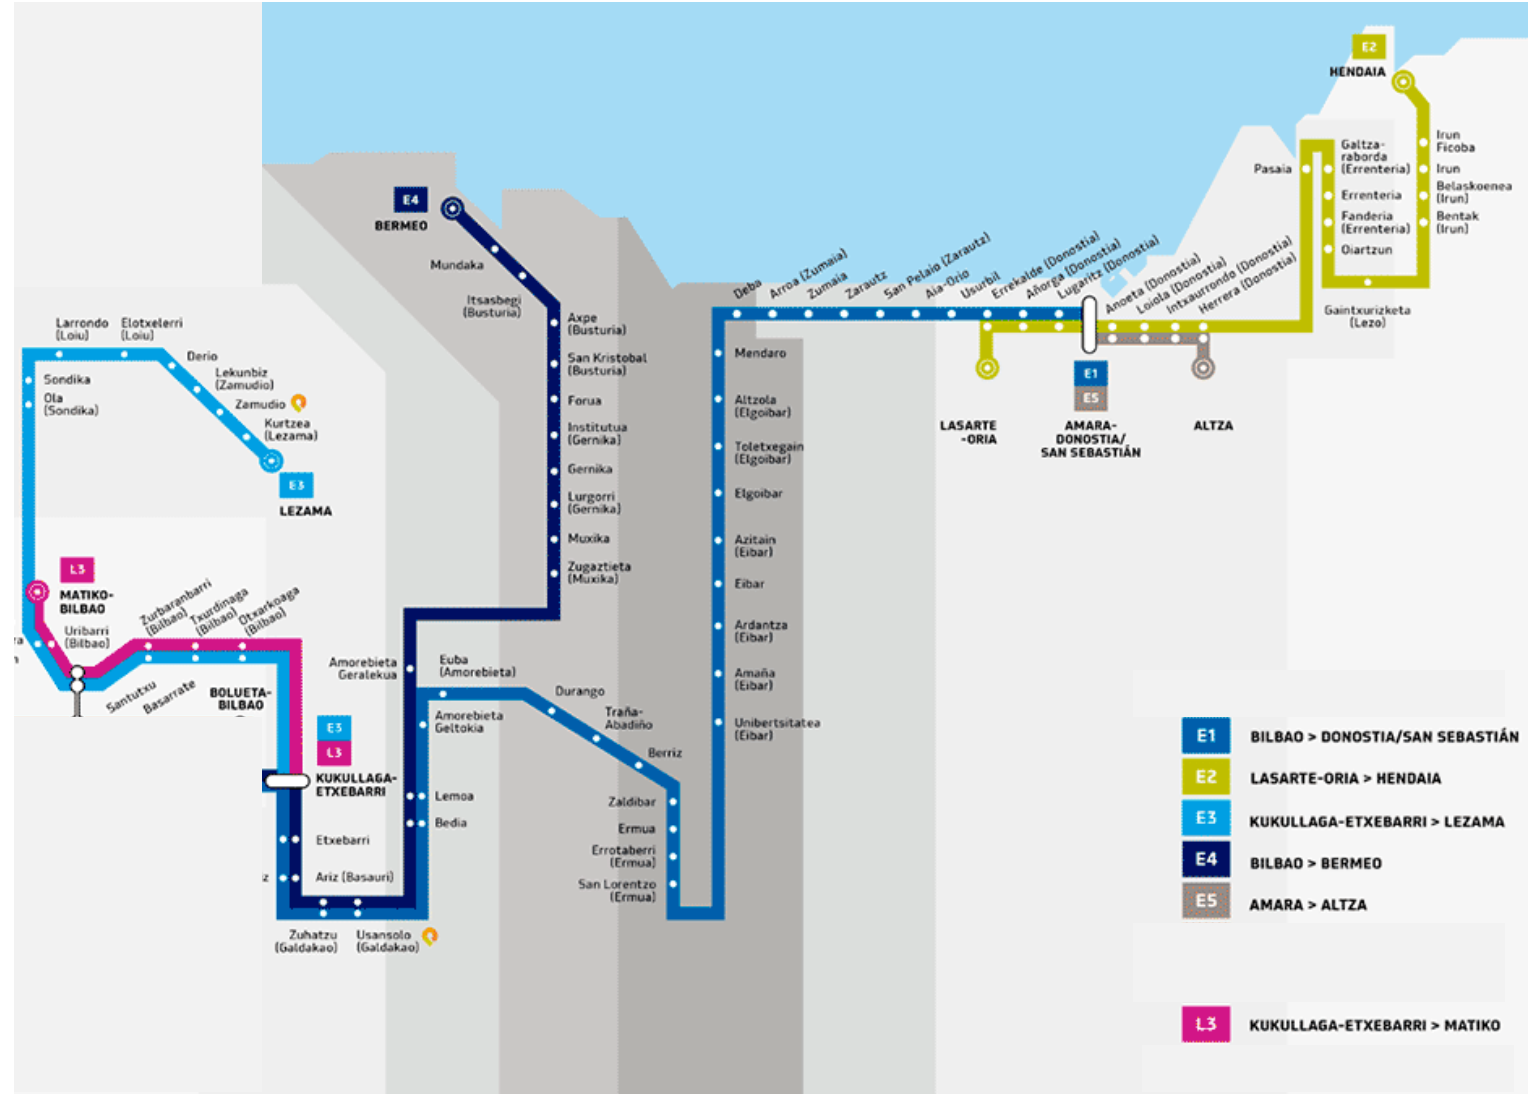 E2
HENDAIA
Irun
Ficoba
Irun
Belaskoenea
(Irun)
Bentak
(Irun)
Galtza-
raborda
(Errenteria)
Errenteria
Fanderia
(Errenteria)
Oiartzun
Pasaia
Gaintxurizketa
(Lezo)
E4
BERMEO
Mundaka
Itsasbegi
(Busturia)
Axpe
(Busturia)
San Kristobal
(Busturia)
Forua
Institutua
(Gernika)
Gernika
Lurgorri
(Gernika)
Muxika
Zugaztieta
(Muxika)
Deba
Arroa (Zumaia)
Zumaia
Zarautz
San Pelaio (Zarautz)
Aia-Orio
Usurbil
Errekalde (Donostia)
Añorga (Donostia)
Lugaritz (Donostia)
Anoeta (Donostia)
Loiola (Donostia)
Intxaurrondo (Donostia)
Herrera (Donostia)
LASARTE
-ORIA
E1
E5
AMARA-
DONOSTIA/
SAN SEBASTIÁN
ALTZA
Mendaro
Altzola
(Elgoibar)
Toletxegain
(Elgoibar)
Elgoibar
Azitain
(Eibar)
Eibar
Ardantza
(Eibar)
Amaña
(Eibar)
Unibertsitatea
(Eibar)
Larrondo
(Loiu)
Elotxelerri
(Loiu)
Derio
Lekunbiz
(Zamudio)
Zamudio
Kurtzea
(Lezama)
E3
LEZAMA
Sondika
Ola
(Sondika)
L3
MATIKO-
BILBAO
Uribarri
(Bilbao)
ra
n
Zurbaranbarri
(Bilbao)
Txurdinaga
(Bilbao)
Otxarkoaga
(Bilbao)
Santutxu
Basarrate
BOLUETA-
BILBAO
E3
L3
KUKULLAGA-
ETXEBARRI
Etxebarri
z
Ariz (Basauri)
Zuhatzu
(Galdakao)
Usansolo
(Galdakao)
Amorebieta
Geralekua
Euba
(Amorebieta)
Amorebieta
Geltokia
Lemoa
Bedia
Durango
Traña-
Abadiño
Berriz
Zaldibar
Ermua
Errotaberri
(Ermua)
San Lorentzo
(Ermua)
E1 BILBAO > DONOSTIA/SAN SEBASTIÁN
E2 LASARTE-ORIA > HENDAIA
E3 KUKULLAGA-ETXEBARRI > LEZAMA
E4 BILBAO > BERMEO
E5 AMARA > ALTZA
L3 KUKULLAGA-ETXEBARRI > MATIKO